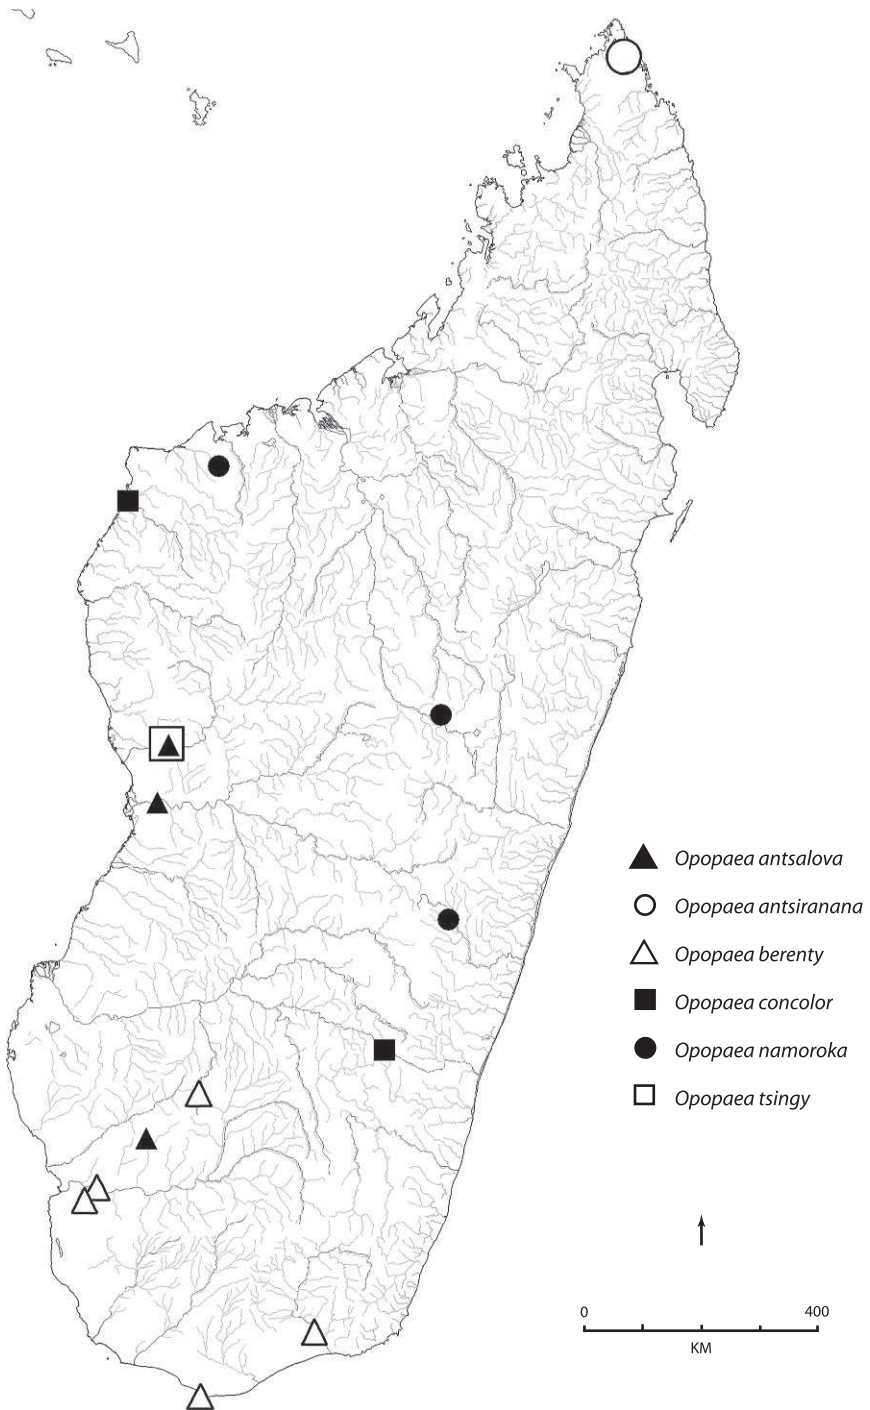 Opopaea antsalova
Opopaea antsiranana
Opopaea berenty
Opopaea concolor
Opopaea namoroka
Opopaea tsingy
0 400
KM